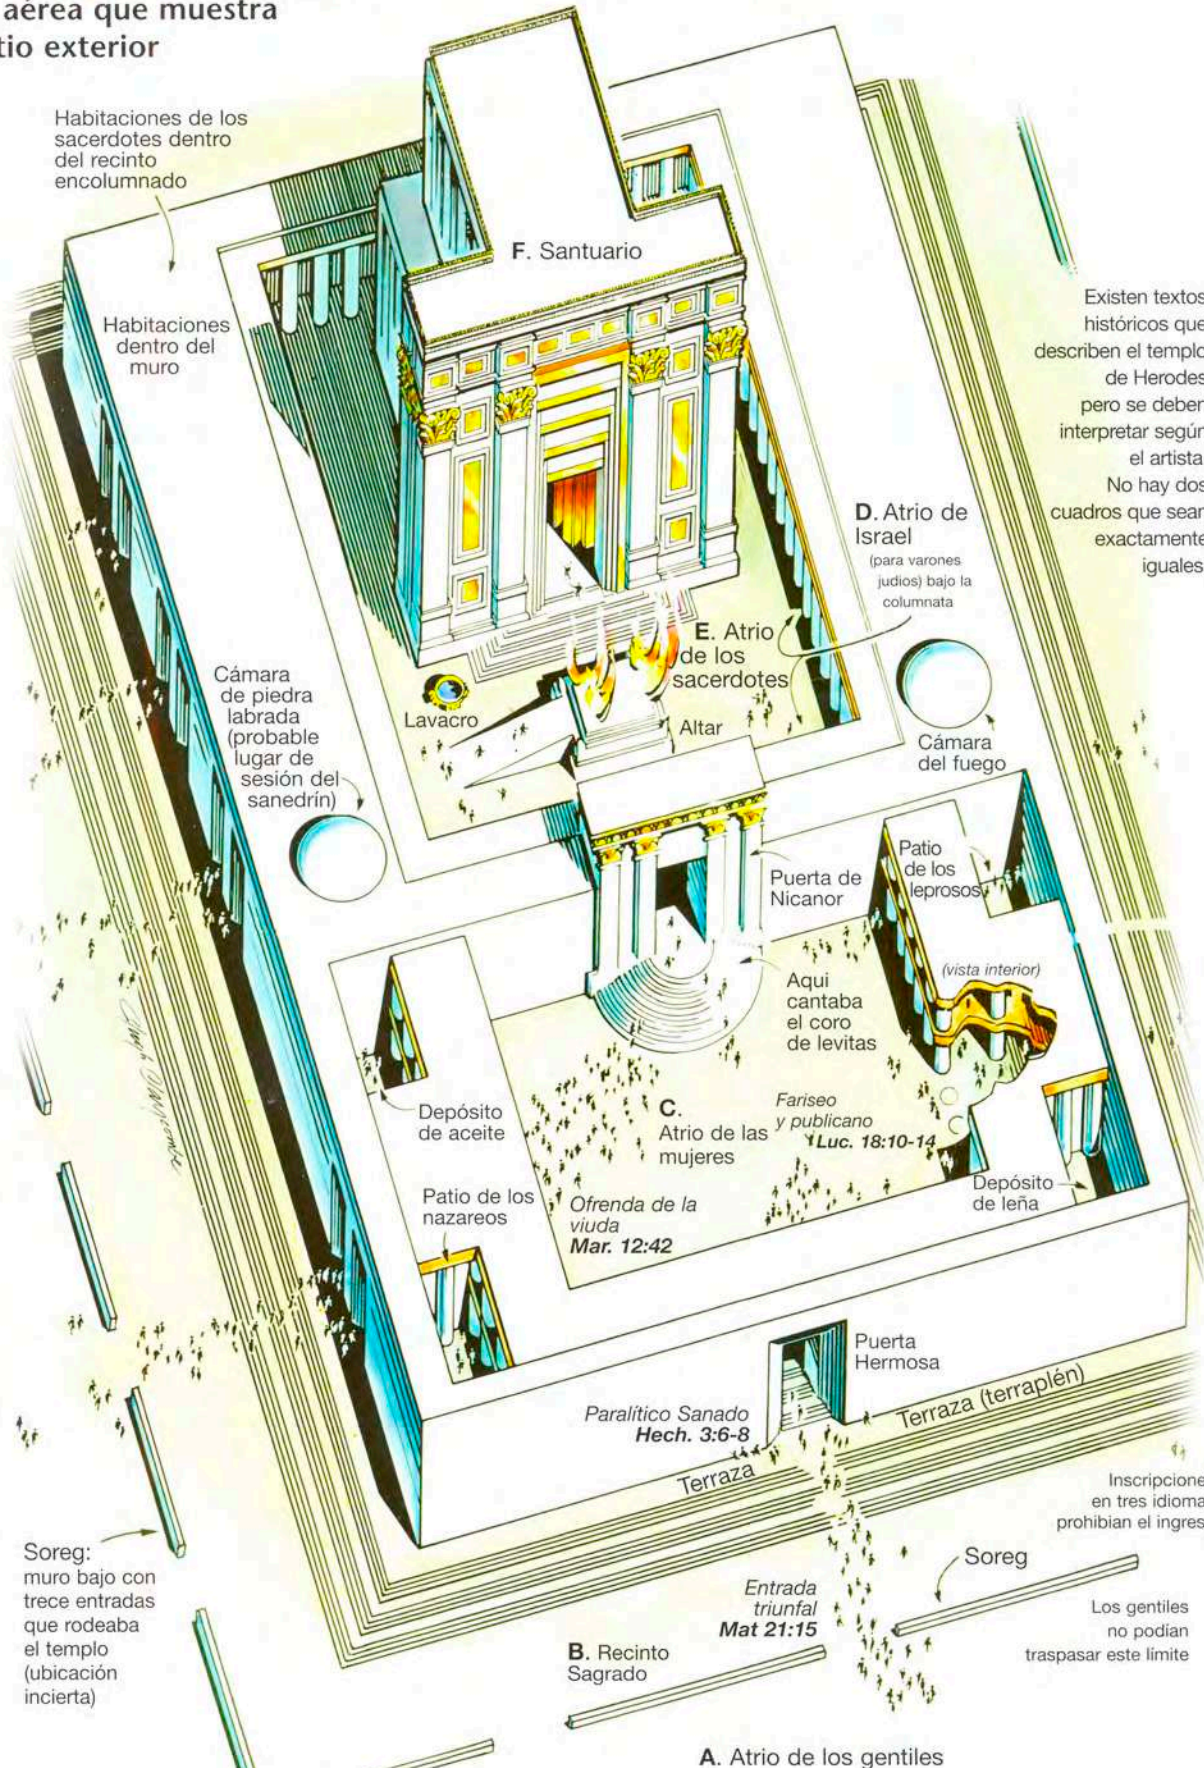 aérea que muestra
tio exterior
Habitaciones de los
sacerdotes dentro
del recinto
encolumnado
Habitaciones
dentro del
muro
F. Santuario
Existen textos
históricos que
describen el templo
de Herodes
pero se deben
interpretar según
el artista
No hay dos
cuadros que sean
exactamente
iguales
D. Atrio de
Israel
(para varones
judios) bajo la
columnata
E. Atrio
de los
sacerdotes
Cámara
de piedra
labrada
(probable
lugar de
sesión del
sanedrín)
Lavacro
Altar
Cámara
del fuego
Puerta de
Nicanor
Patio
de los
leprosos
(vista interior)
Aqui
cantaba
el coro
de levitas
Depósito
de aceite
C.
Atrio de las
mujeres
Fariseo
y publicano
Luc. 18:10-14
Patio de los
nazareos
Ofrenda de la
viuda
Mar. 12:42
Depósito
de leña
Puerta
Hermosa
Paralítico Sanado
Hech. 3:6-8
Terraza
Terraza (terraplén)
Inscripcione
en tres idioma
prohibian el ingres
Soreg:
muro bajo con
trece entradas
que rodeaba
el templo
(ubicación
incierta)
Soreg
Entrada
triunfal
Mat 21:15
Los gentiles
no podían
traspasar este límite
B. Recinto
Sagrado
A. Atrio de los gentiles